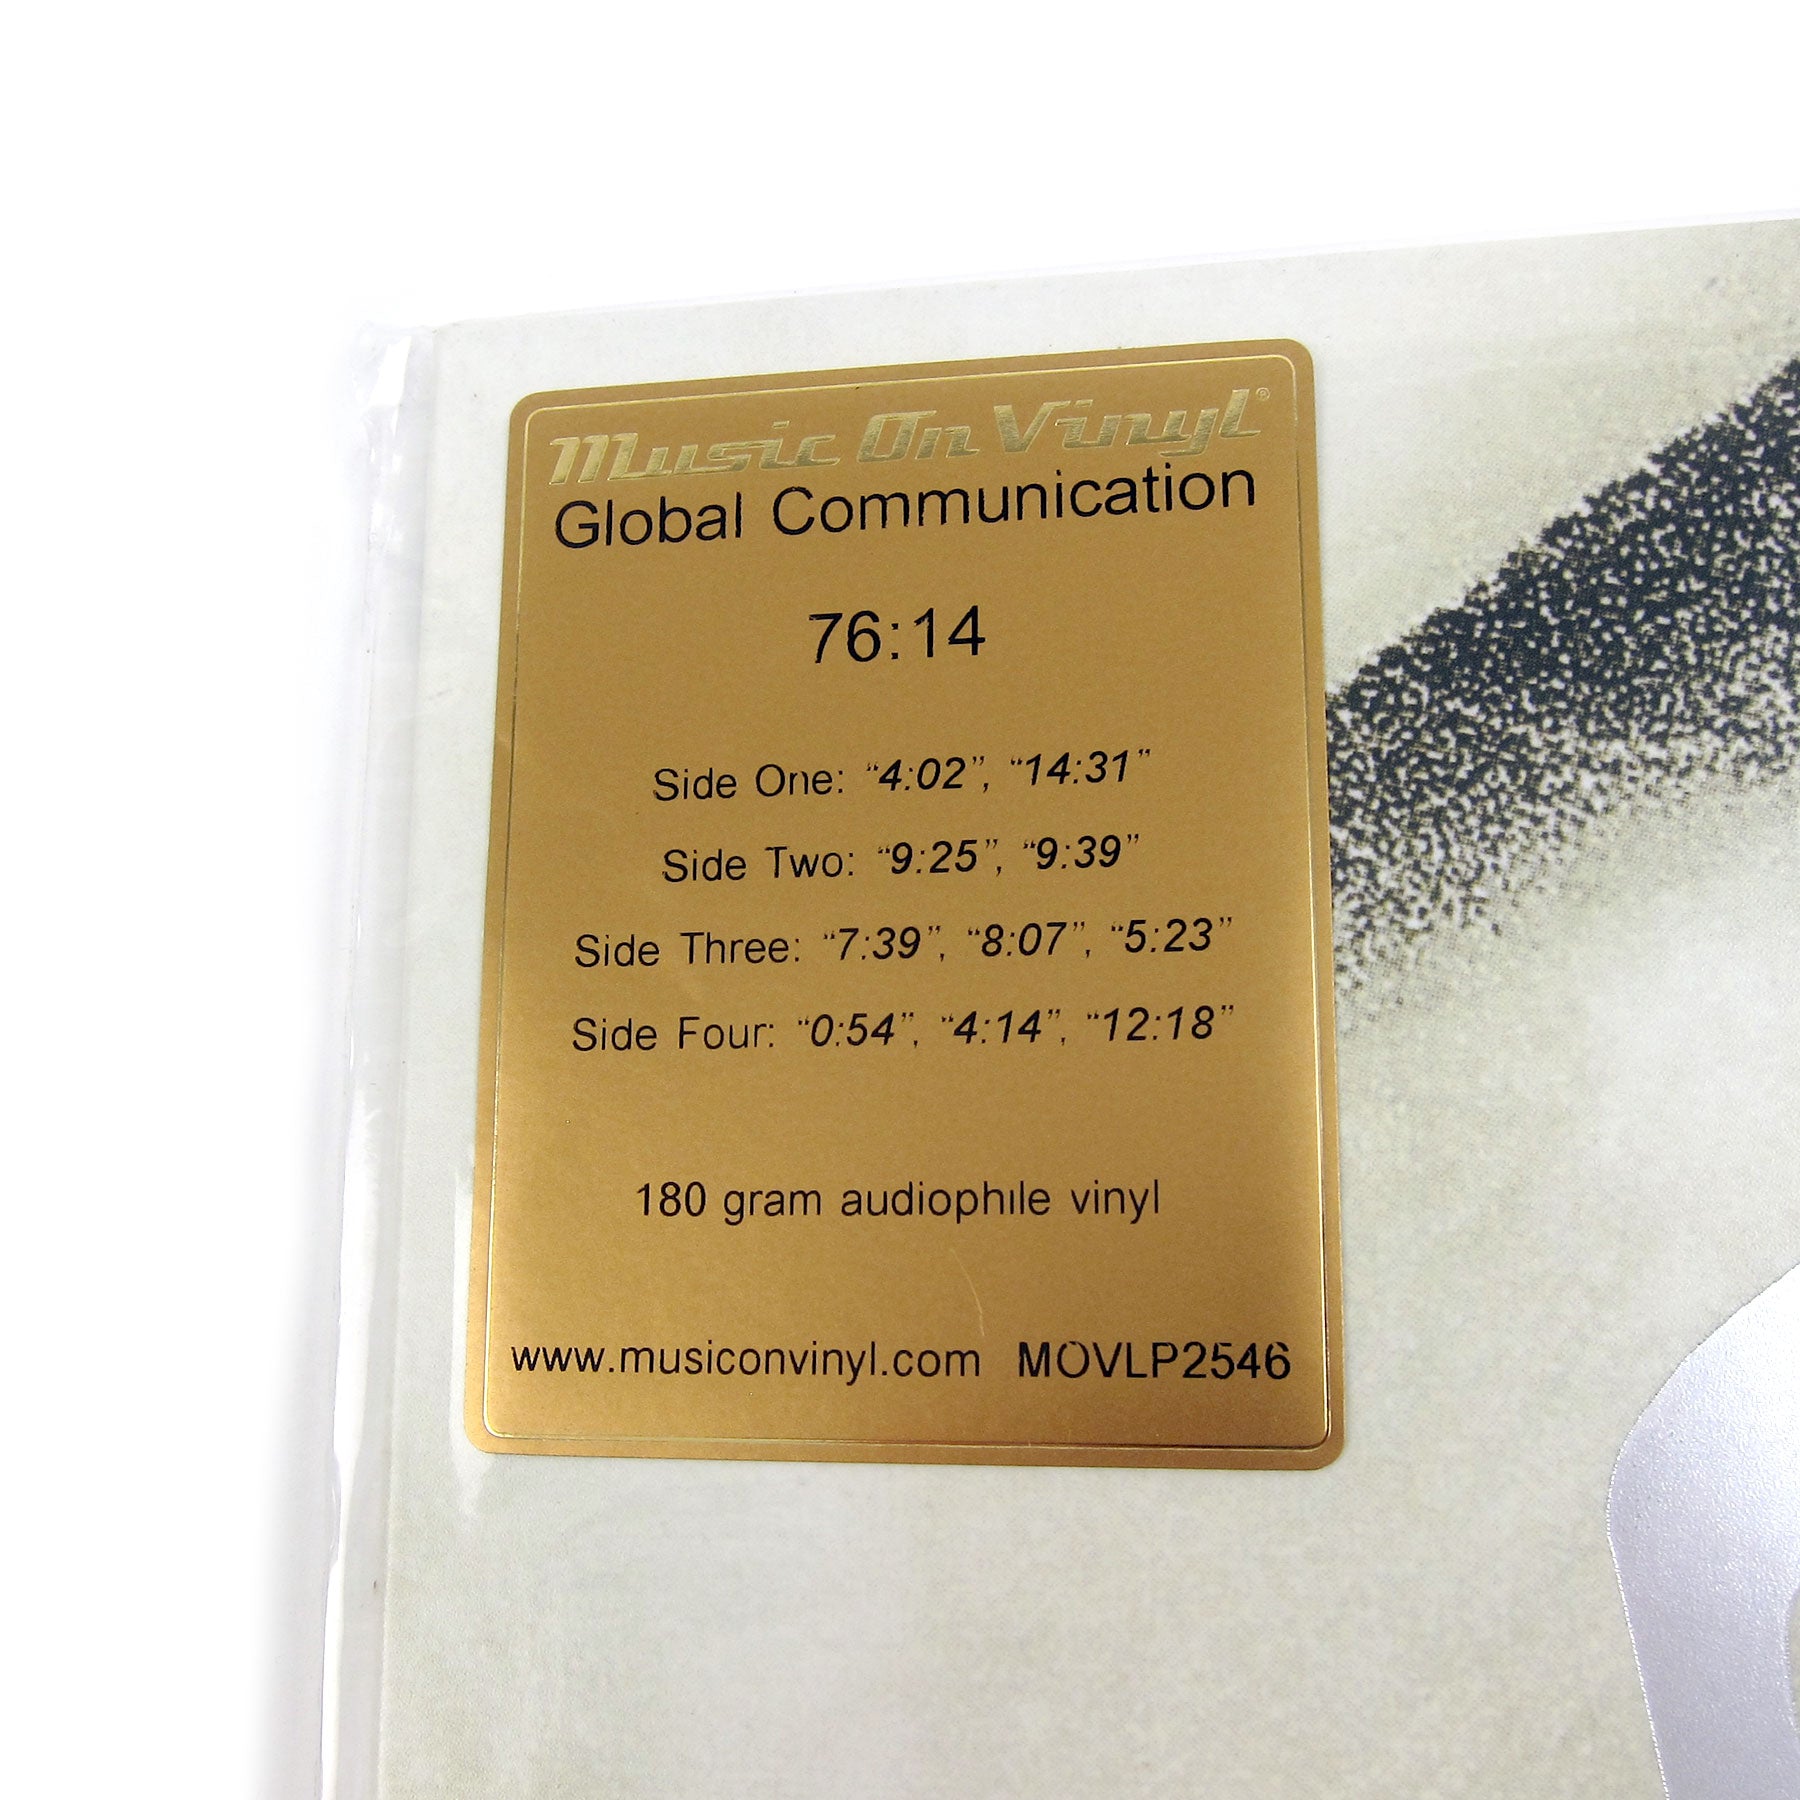 Music On Vinyl®
Global Communication
76:14
Side One: “4:02”, “14:31”
Side Two: “9:25”, “9:39”
Side Three: “7:39”, “8:07”, “5:23”
Side Four: “0:54”, “4:14”, “12:18”
180 gram audiophile vinyl
www.musiconvinyl.com MOVLP2546